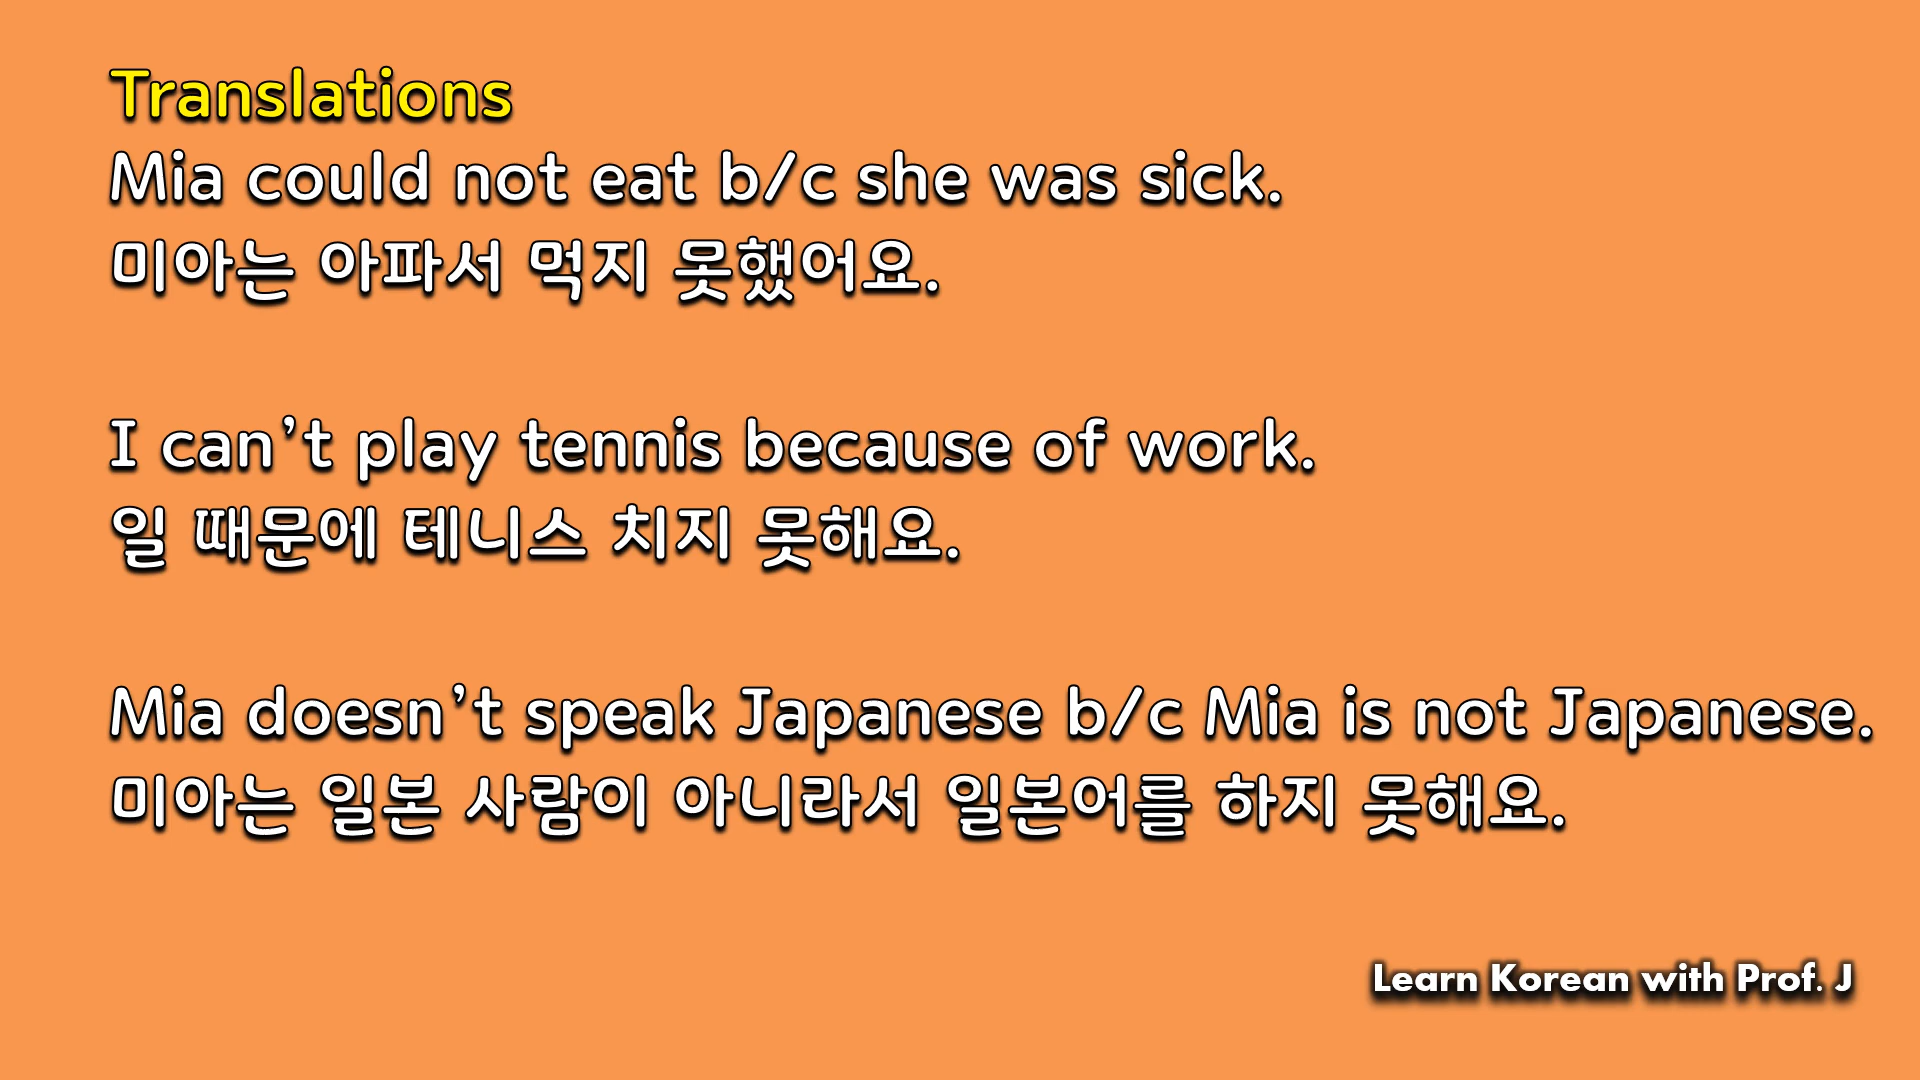 Translations
Mia could not eat b/c she was sick.
미아는 아파서 먹지 못했어요.
I can’t play tennis because of work.
일 때문에 테니스 치지 못해요.
Mia doesn’t speak Japanese b/c Mia is not Japanese.
미아는 일본 사람이 아니라서 일본어를 하지 못해요.
Learn Korean with Prof. J